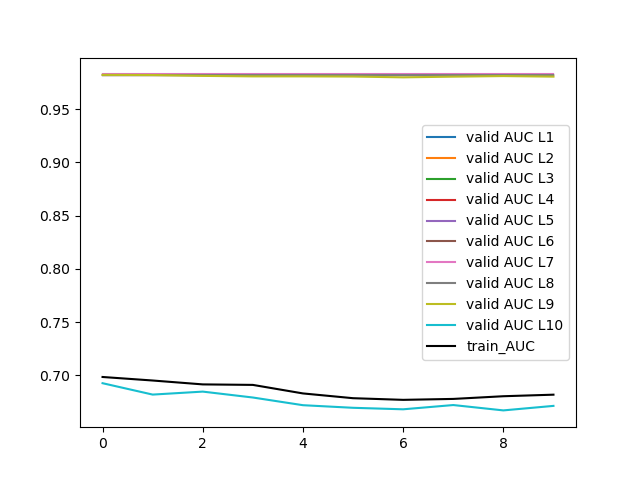 0.95
0.90
0.85
0.80
0.75
0.70
0
2
4
6
8
valid AUC L1
valid AUC L2
valid AUC L3
valid AUC L4
valid AUC L5
valid AUC L6
valid AUC L7
valid AUC L8
valid AUC L9
valid AUC L10
train_AUC